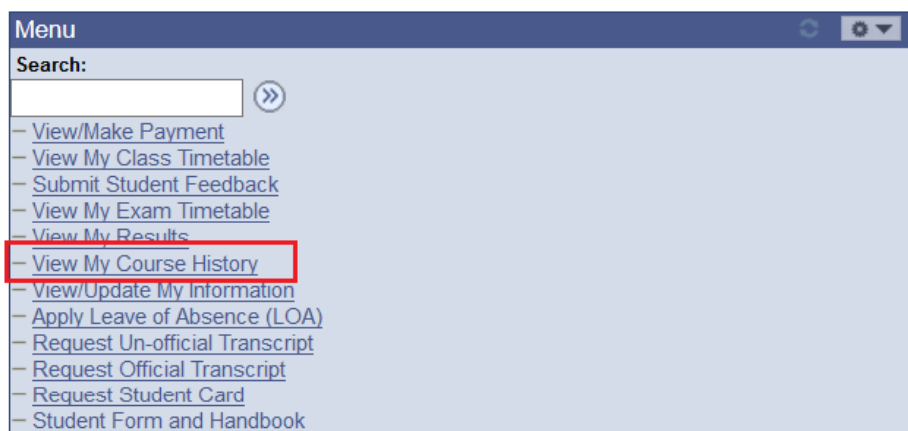 Menu
Search:
View/Make Payment
View My Class Timetable
Submit Student Feedback
View My Exam Timetable
View My Results
View My Course History
View/Update My Information
Apply Leave of Absence (LOA)
Request Un-official Transcript
Request Official Transcript
Request Student Card
Student Form and Handbook